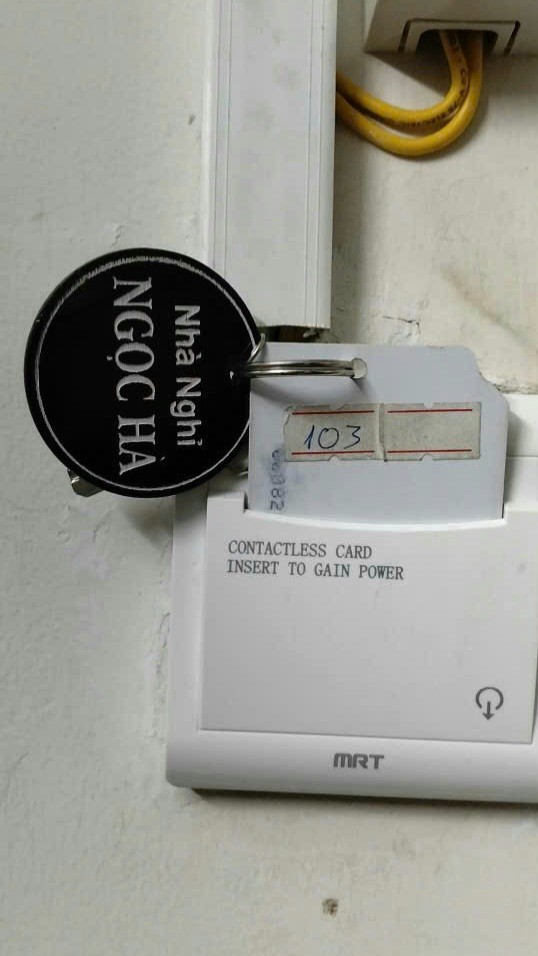 Nhà Nghỉ
NGỌC HÀ
103
CONTACTLESS CARD
INSERT TO GAIN POWER
MRT